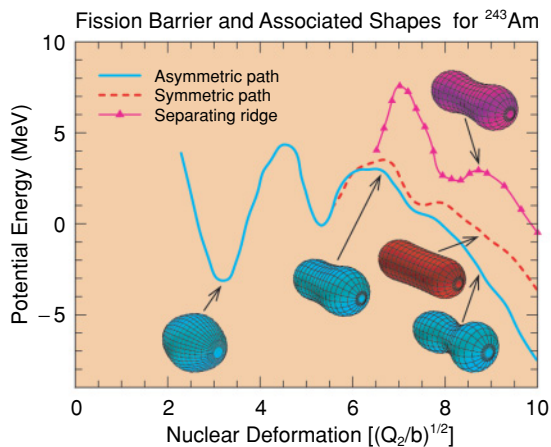 Fission Barrier and Associated Shapes for ²⁴³Am
Asymmetric path
Symmetric path
Separating ridge
Potential Energy (MeV)
10
5
0
−5
0 2 4 6 8 10
Nuclear Deformation [(Q₂/b)¹/²]